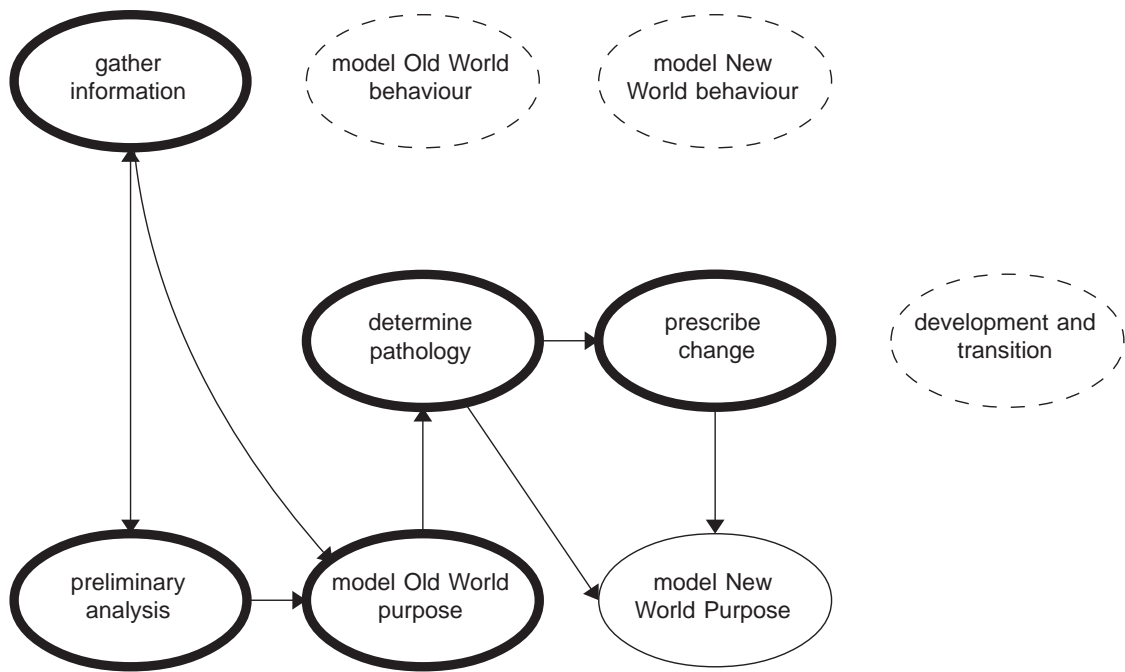 gather
information
model Old World
behaviour
model New
World behaviour
determine
pathology
prescribe
change
development and
transition
preliminary
analysis
model Old World
purpose
model New
World Purpose